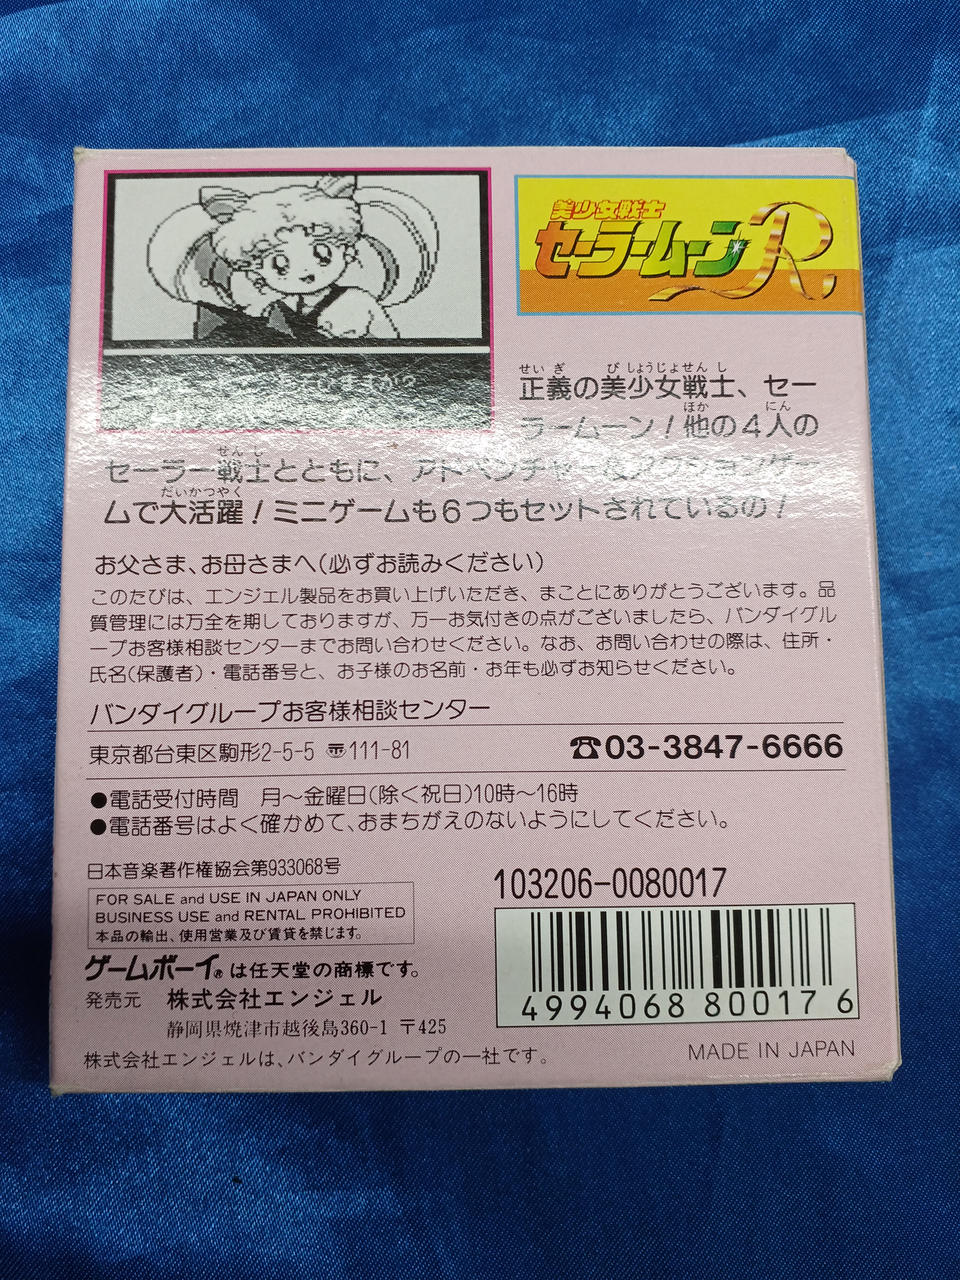 美少女戦士
セーラームーンR
ますか?
せいぎ びしょうじょせんし
正義の美少女戦士、セー
ほか にん
ラームーン!他の4人の
せんし
セーラー戦士とともに、アドベンチャー&アクションゲー
だいかつやく
ムで大活躍!ミニゲームも6つもセットされているの!
お父さま、お母さまへ(必ずお読みください)
このたびは、エンジェル製品をお買い上げいただき、まことにありがとうございます。品
質管理には万全を期しておりますが、万一お気付きの点がございましたら、バンダイグル
ープお客様相談センターまでお問い合わせください。なお、お問い合わせの際は、住所・
氏名(保護者)・電話番号と、お子様のお名前・お年も必ずお知らせください。
バンダイグループお客様相談センター
東京都台東区駒形2-5-5 〠111-81 ☎03-3847-6666
●電話受付時間 月〜金曜日(除く祝日)10時〜16時
●電話番号はよく確かめて、おまちがえのないようにしてください。
日本音楽著作権協会第933068号
FOR SALE and USE IN JAPAN ONLY
BUSINESS USE and RENTAL PROHIBITED
本品の輸出、使用営業及び賃貸を禁じます。
ゲームボーイ®は任天堂の商標です。
発売元 株式会社エンジェル
静岡県焼津市越後島360-1 〒425
株式会社エンジェルは、バンダイグループの一社です。
103206-0080017
4994068800176
MADE IN JAPAN